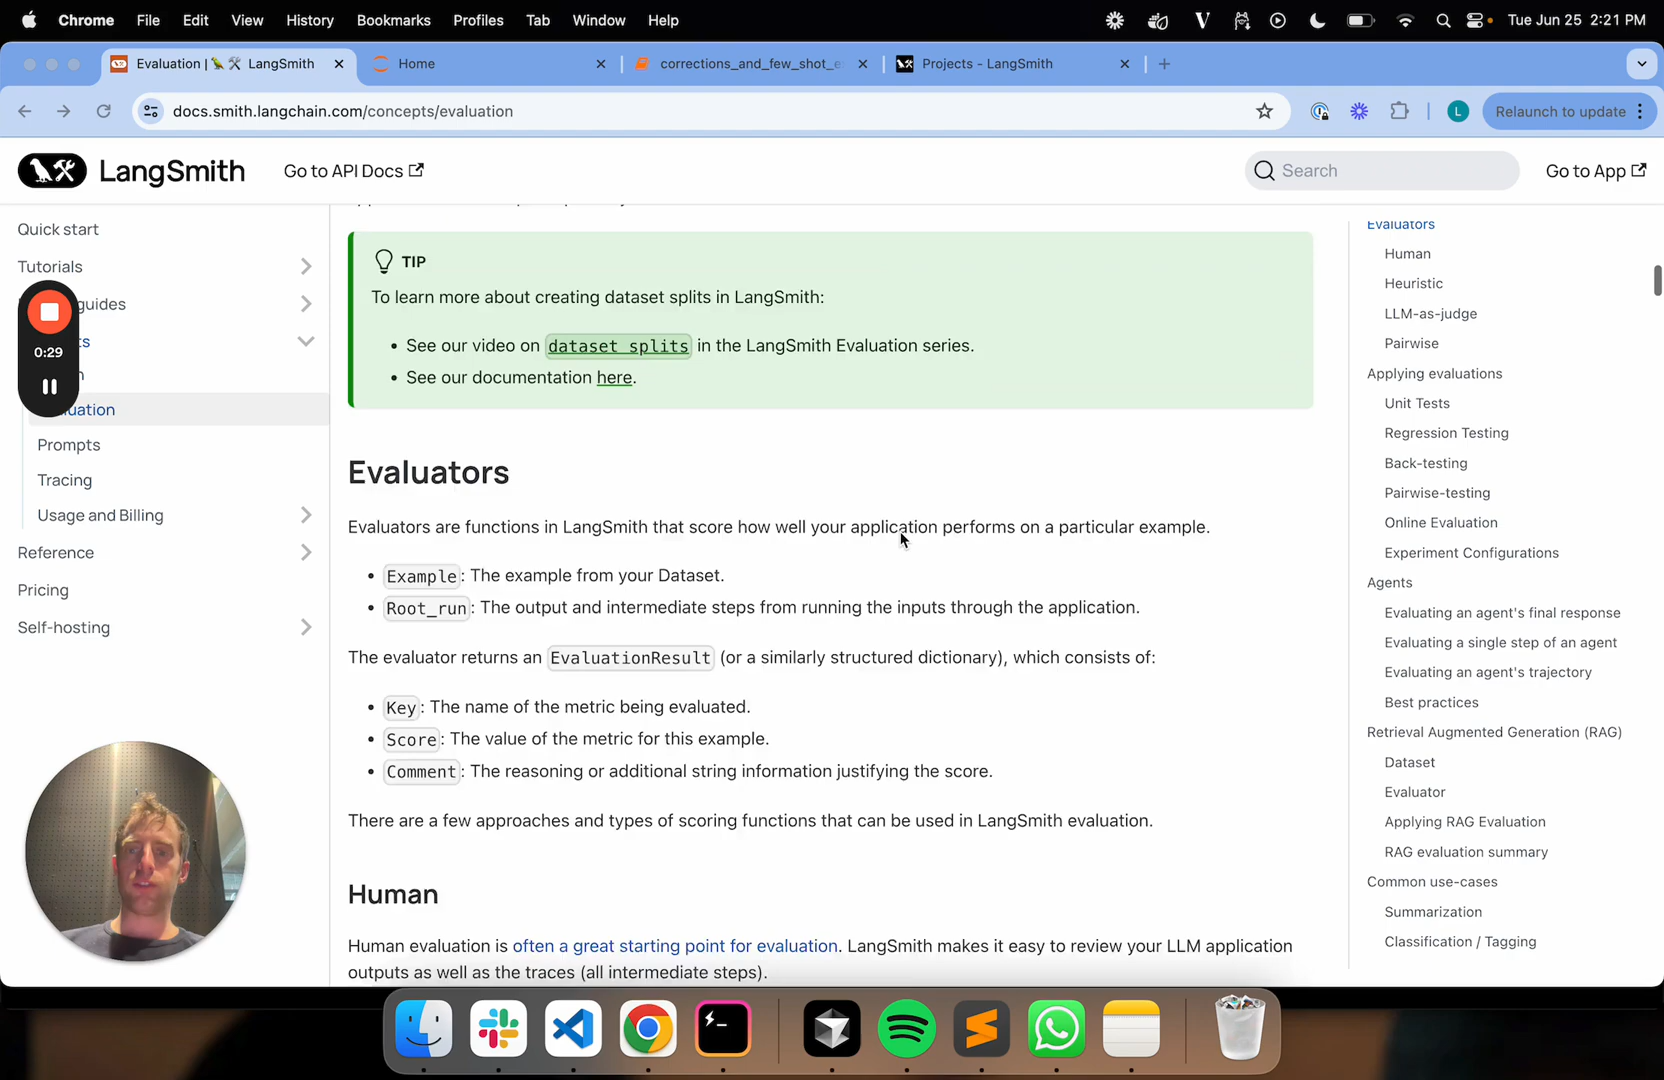 Chrome File Edit View History Bookmarks Profiles Tab Window Help Tue Jun 25 2:21 PM
Evaluation | LangSmith Home corrections_and_few_shot_e Projects - LangSmith
docs.smith.langchain.com/concepts/evaluation L Relaunch to update
LangSmith Go to API Docs Search Go to App
Quick start
Tutorials
guides
0:29
uation
Prompts
Tracing
Usage and Billing
Reference
Pricing
Self-hosting
TIP
To learn more about creating dataset splits in LangSmith:
• See our video on dataset splits in the LangSmith Evaluation series.
• See our documentation here.
Evaluators
Evaluators are functions in LangSmith that score how well your application performs on a particular example.
• Example: The example from your Dataset.
• Root_run: The output and intermediate steps from running the inputs through the application.
The evaluator returns an EvaluationResult (or a similarly structured dictionary), which consists of:
• Key: The name of the metric being evaluated.
• Score: The value of the metric for this example.
• Comment: The reasoning or additional string information justifying the score.
There are a few approaches and types of scoring functions that can be used in LangSmith evaluation.
Human
Human evaluation is often a great starting point for evaluation. LangSmith makes it easy to review your LLM application
outputs as well as the traces (all intermediate steps).
Evaluators
Human
Heuristic
LLM-as-judge
Pairwise
Applying evaluations
Unit Tests
Regression Testing
Back-testing
Pairwise-testing
Online Evaluation
Experiment Configurations
Agents
Evaluating an agent's final response
Evaluating a single step of an agent
Evaluating an agent's trajectory
Best practices
Retrieval Augmented Generation (RAG)
Dataset
Evaluator
Applying RAG Evaluation
RAG evaluation summary
Common use-cases
Summarization
Classification / Tagging